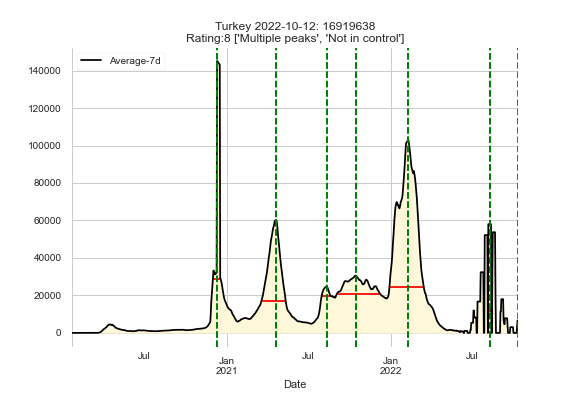 Turkey 2022-10-12: 16919638
Rating:8 ['Multiple peaks', 'Not in control']
Average-7d
140000
120000
100000
80000
60000
40000
20000
0
Jul
Jan
2021
Jul
Jan
2022
Jul
Date